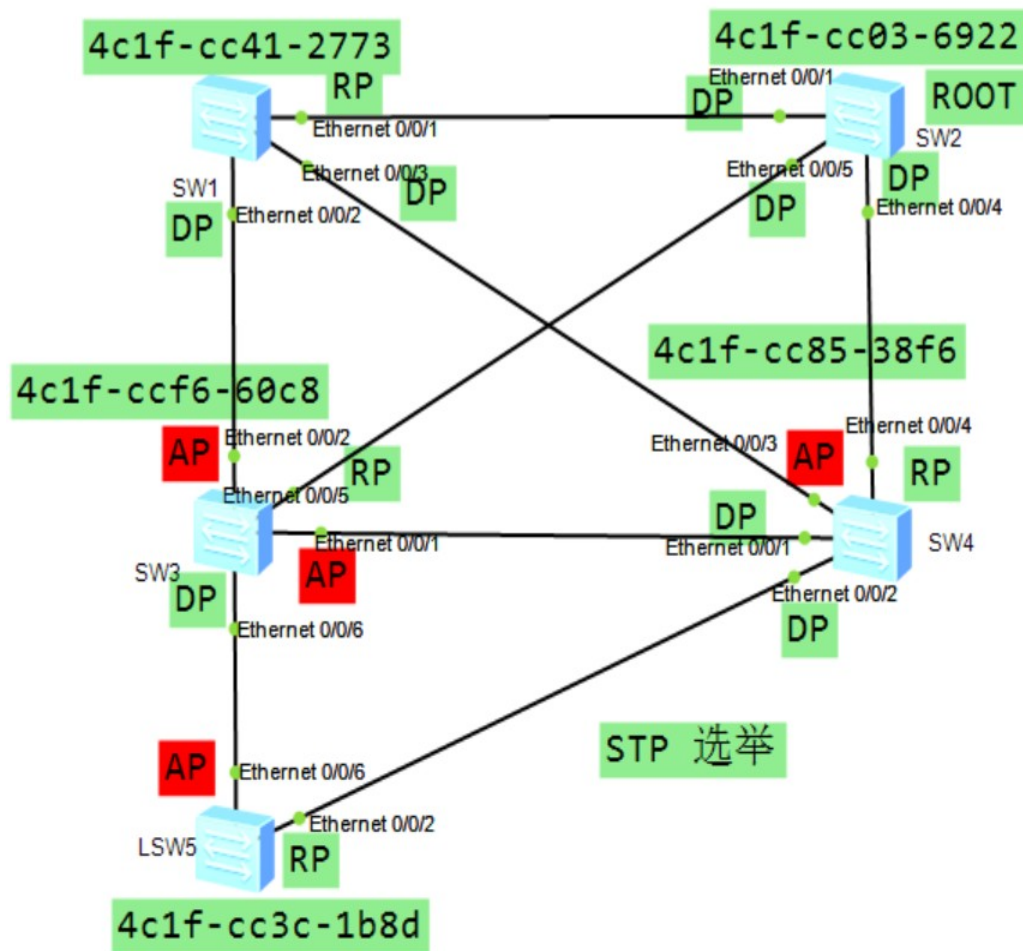 4c1f-cc41-2773
4c1f-cc03-6922
RP
Ethernet 0/0/1
DP
Ethernet 0/0/1
ROOT
SW2
Ethernet 0/0/3
DP
Ethernet 0/0/5
DP
DP
Ethernet 0/0/4
SW1
DP
Ethernet 0/0/2
4c1f-cc85-38f6
4c1f-ccf6-60c8
AP
Ethernet 0/0/2
Ethernet 0/0/5
RP
Ethernet 0/0/3
AP
Ethernet 0/0/4
RP
Ethernet 0/0/1
AP
DP
Ethernet 0/0/1
SW4
SW3
DP
Ethernet 0/0/6
Ethernet 0/0/2
DP
STP 选举
AP
Ethernet 0/0/6
Ethernet 0/0/2
RP
LSW5
4c1f-cc3c-1b8d